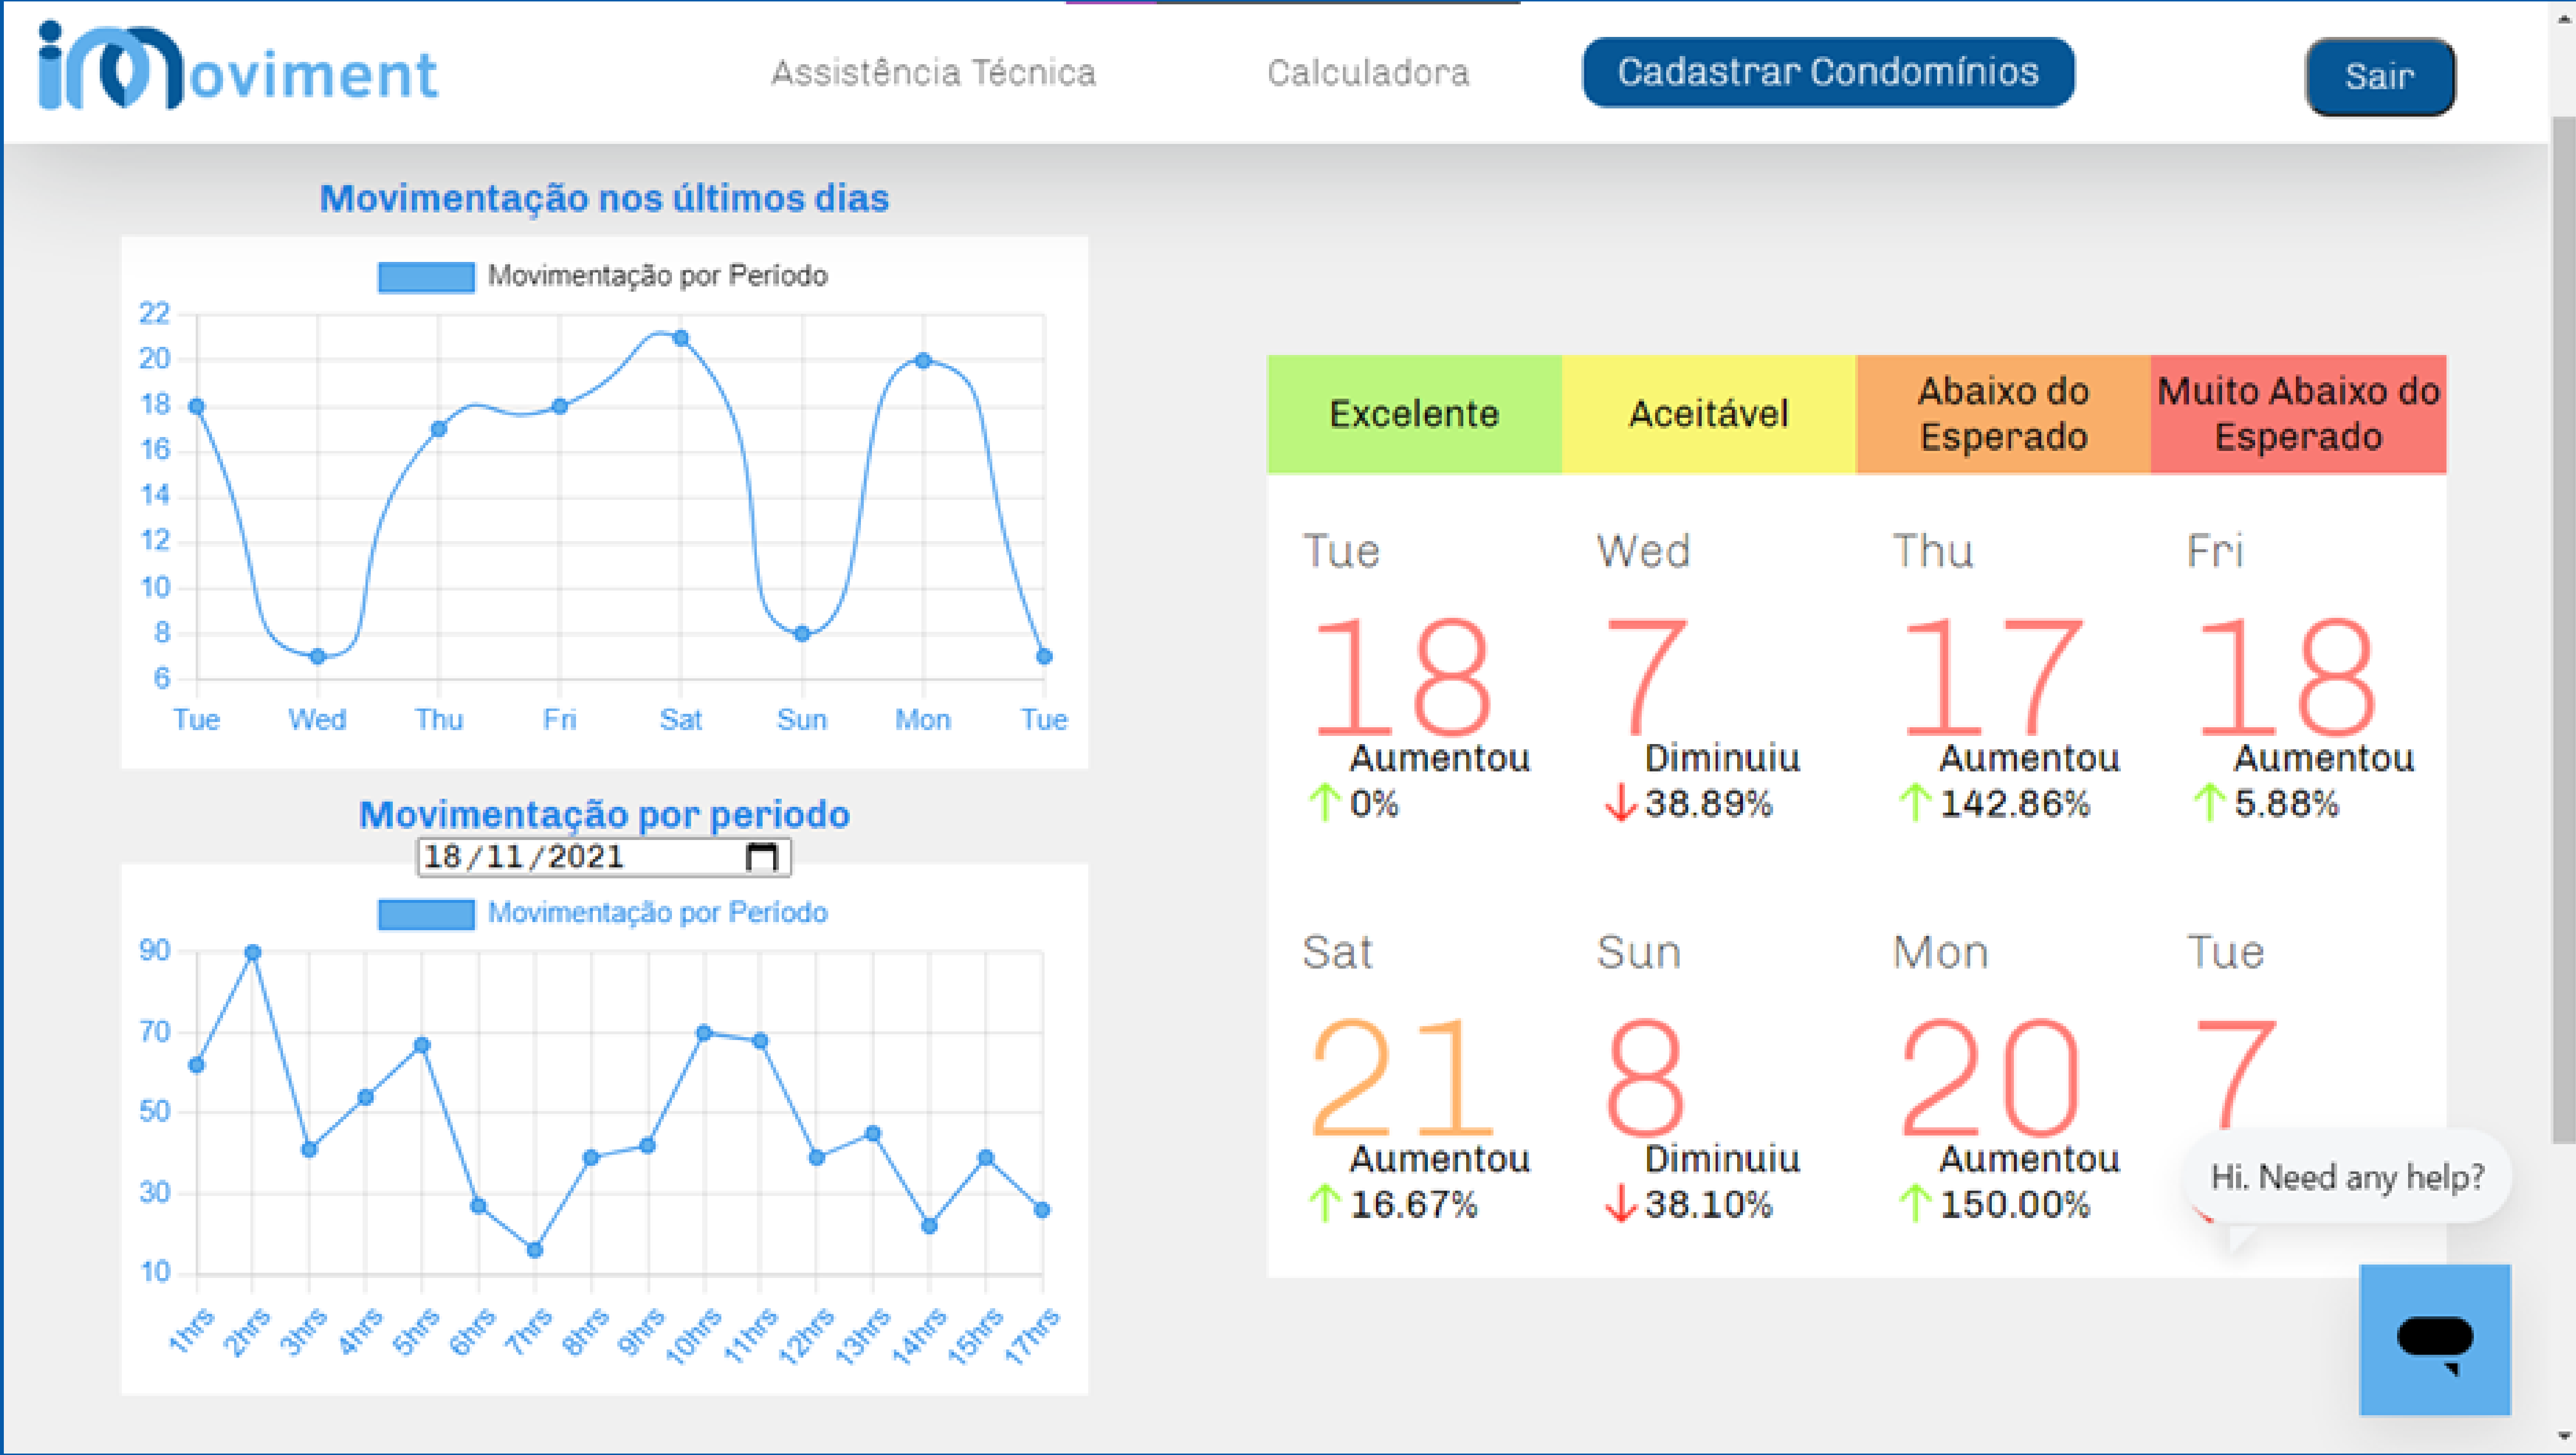 iMoviment
Assistência Técnica
Calculadora
Cadastrar Condomínios
Sair
Movimentação nos últimos dias
Movimentação por Período
22
20
18
16
14
12
10
8
6
Tue Wed Thu Fri Sat Sun Mon Tue
Movimentação por periodo
18/11/2021
Movimentação por Período
90
70
50
30
10
1hrs 2hrs 3hrs 4hrs 5hrs 6hrs 7hrs 8hrs 9hrs 10hrs 11hrs 12hrs 13hrs 14hrs 15hrs 17hrs
Excelente
Aceitável
Abaixo do
Esperado
Muito Abaixo do
Esperado
Tue
18
Aumentou
0%
Wed
7
Diminuiu
38.89%
Thu
17
Aumentou
142.86%
Fri
18
Aumentou
5.88%
Sat
21
Aumentou
16.67%
Sun
8
Diminuiu
38.10%
Mon
20
Aumentou
150.00%
Tue
7
Hi. Need any help?